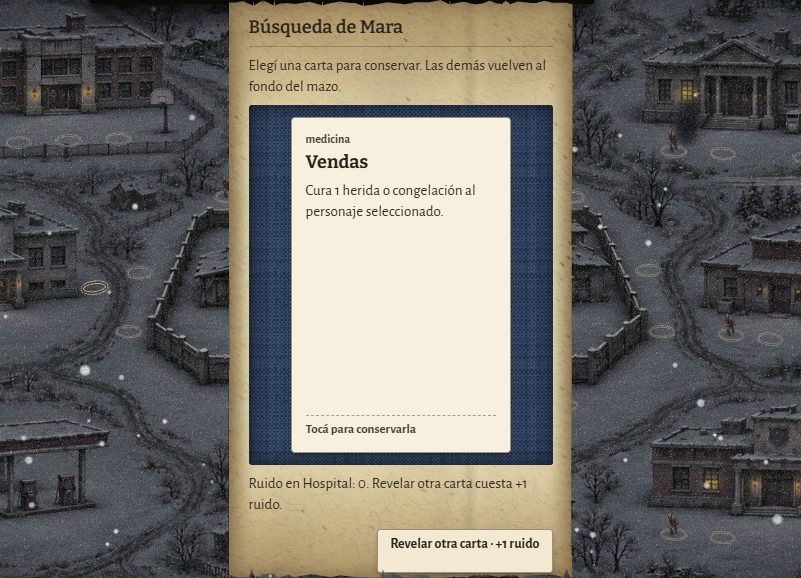 Búsqueda de Mara
Elegí una carta para conservar. Las demás vuelven al
fondo del mazo.
medicina
Vendas
Cura 1 herida o congelación al
personaje seleccionado.
Tocá para conservarla
Ruido en Hospital: 0. Revelar otra carta cuesta +1
ruido.
Revelar otra carta · +1 ruido